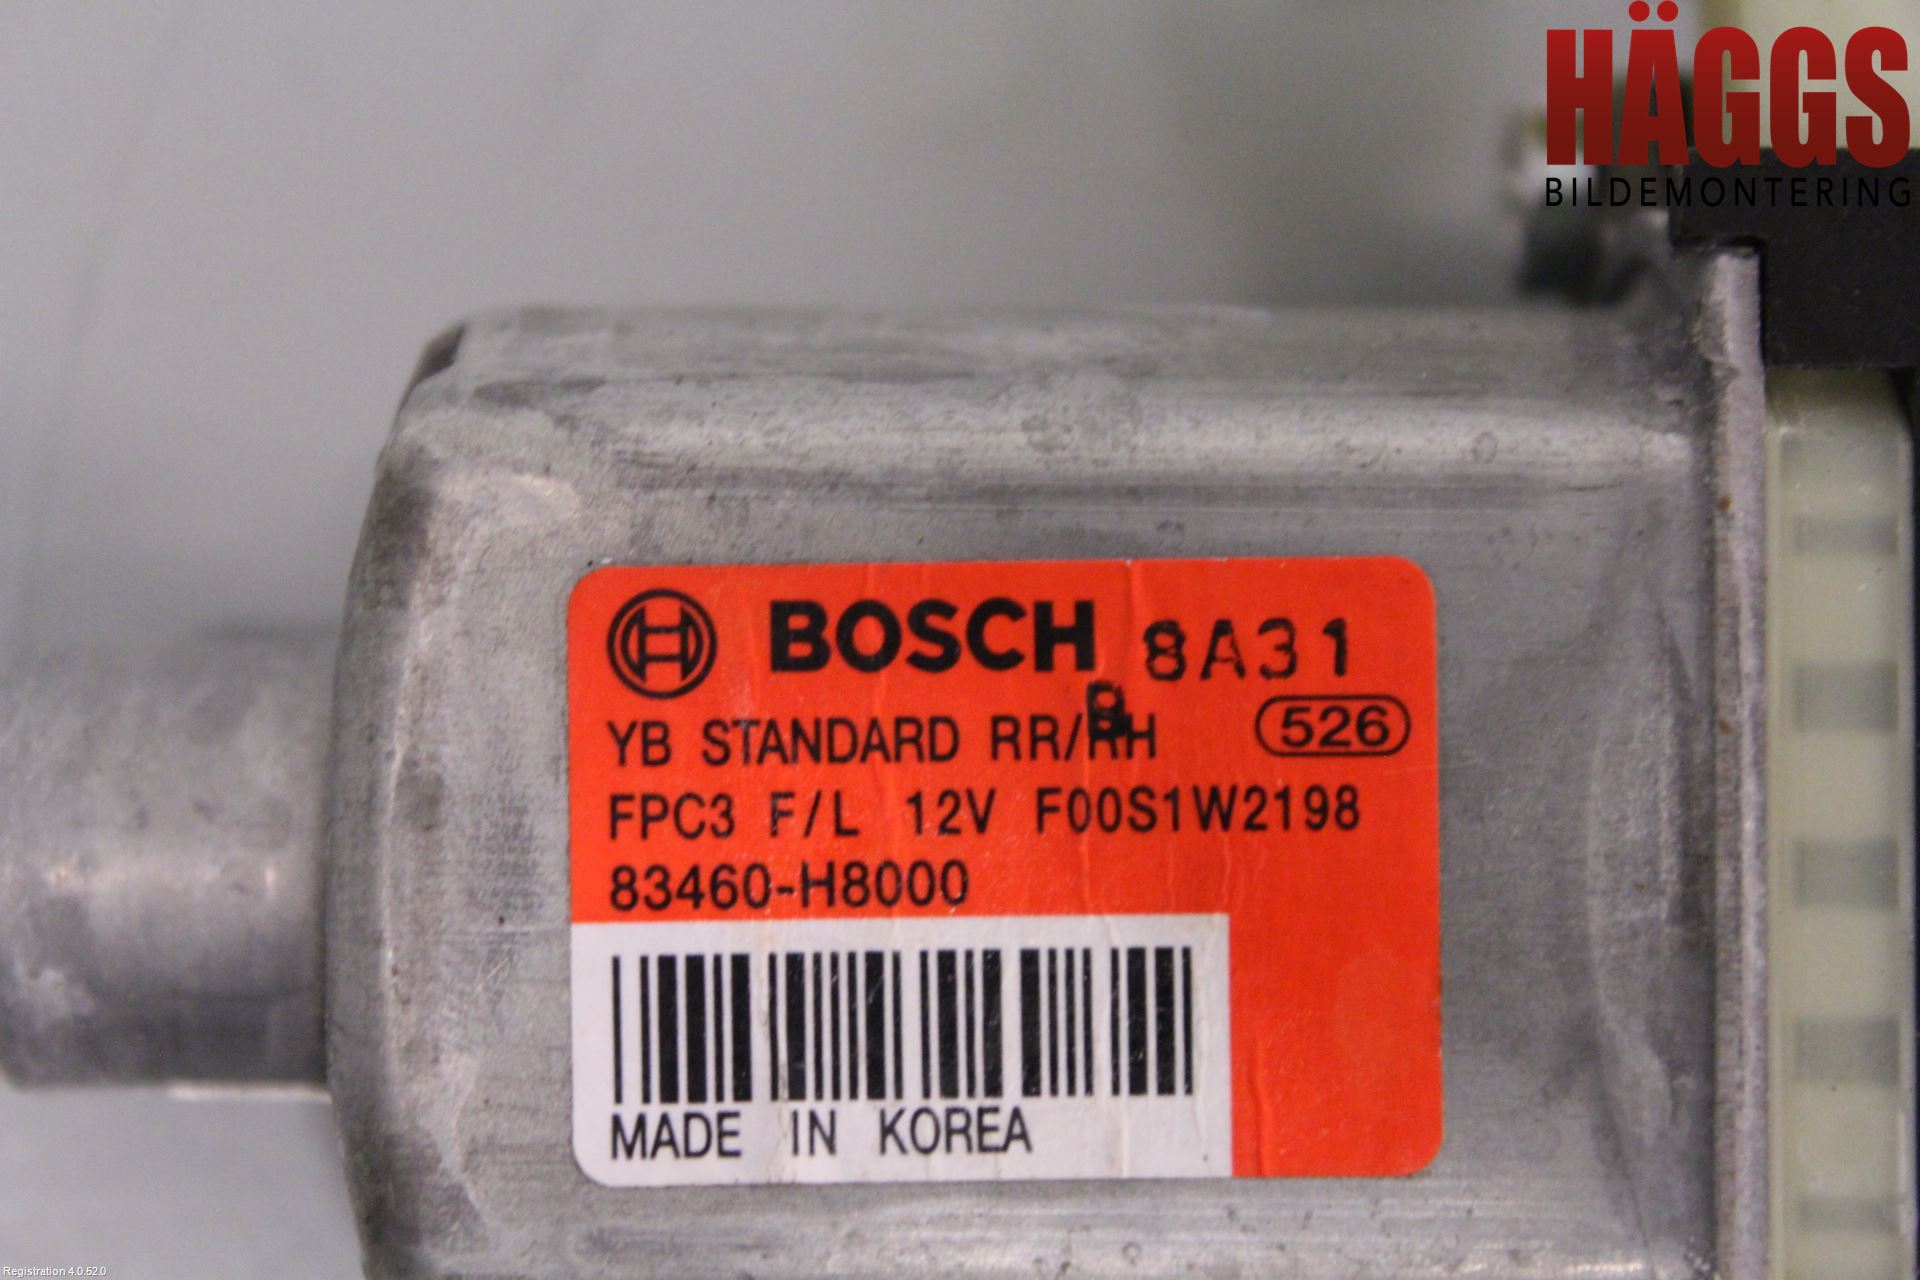 HÄGGS
BILDEMONTERING
BOSCH 8A31
B
YB STANDARD RR/RH 526
FPC3 F/L 12V F00S1W2198
83460-H8000
MADE IN KOREA
Registration 4.0.52.0